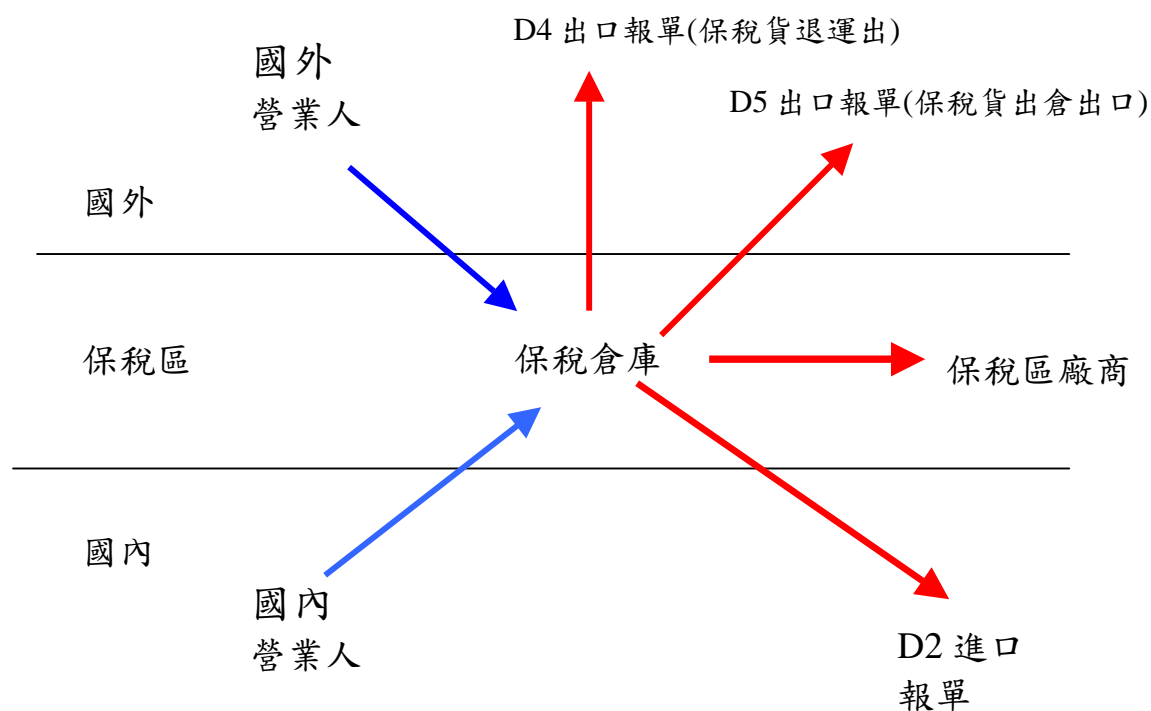 D4 出口報單(保稅貨退運出)
國外
營業人
D5 出口報單(保稅貨出倉出口)
國外
保稅區
保稅倉庫
保稅區廠商
國內
國內
營業人
D2 進口
報單